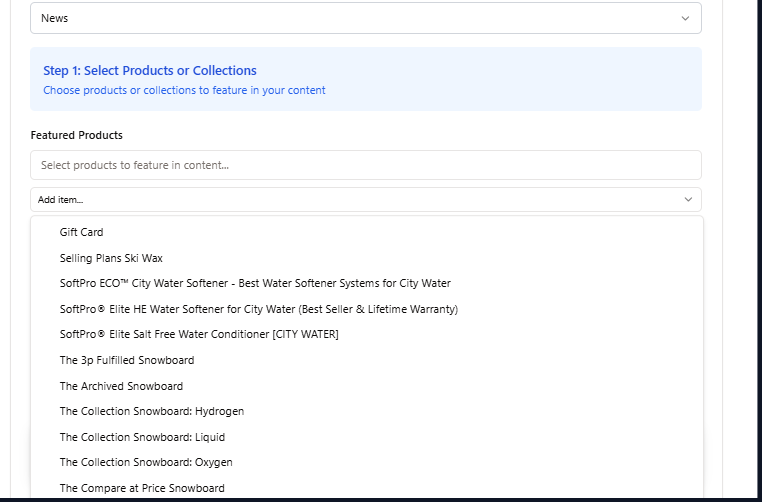 News
Step 1: Select Products or Collections
Choose products or collections to feature in your content
Featured Products
Select products to feature in content...
Add item...
Gift Card
Selling Plans Ski Wax
SoftPro ECO™ City Water Softener - Best Water Softener Systems for City Water
SoftPro® Elite HE Water Softener for City Water (Best Seller & Lifetime Warranty)
SoftPro® Elite Salt Free Water Conditioner [CITY WATER]
The 3p Fulfilled Snowboard
The Archived Snowboard
The Collection Snowboard: Hydrogen
The Collection Snowboard: Liquid
The Collection Snowboard: Oxygen
The Compare at Price Snowboard